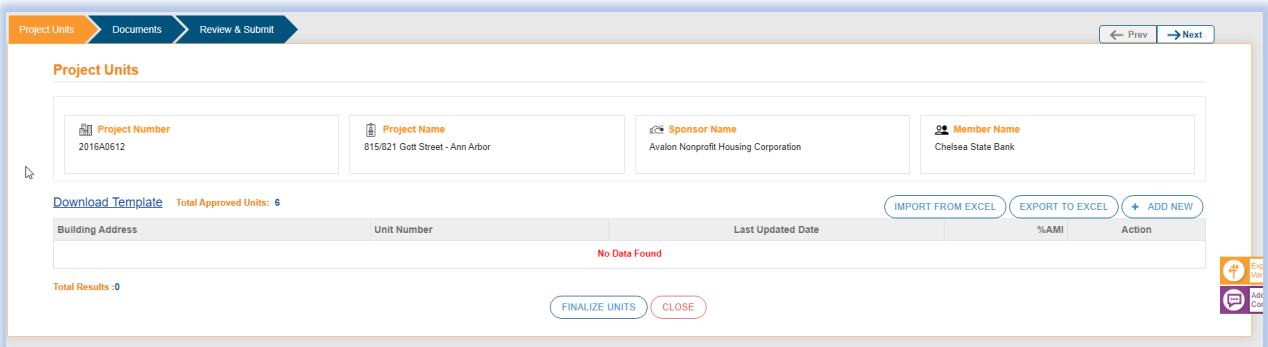 Project Units
Documents
Review & Submit
Prev
Next
Project Units
Project Number
2016A0612
Project Name
815/821 Gott Street - Ann Arbor
Sponsor Name
Avalon Nonprofit Housing Corporation
Member Name
Chelsea State Bank
Download Template Total Approved Units: 6
IMPORT FROM EXCEL
EXPORT TO EXCEL
+ ADD NEW
Building Address Unit Number Last Updated Date %AMI Action
No Data Found
Total Results :0
FINALIZE UNITS
CLOSE